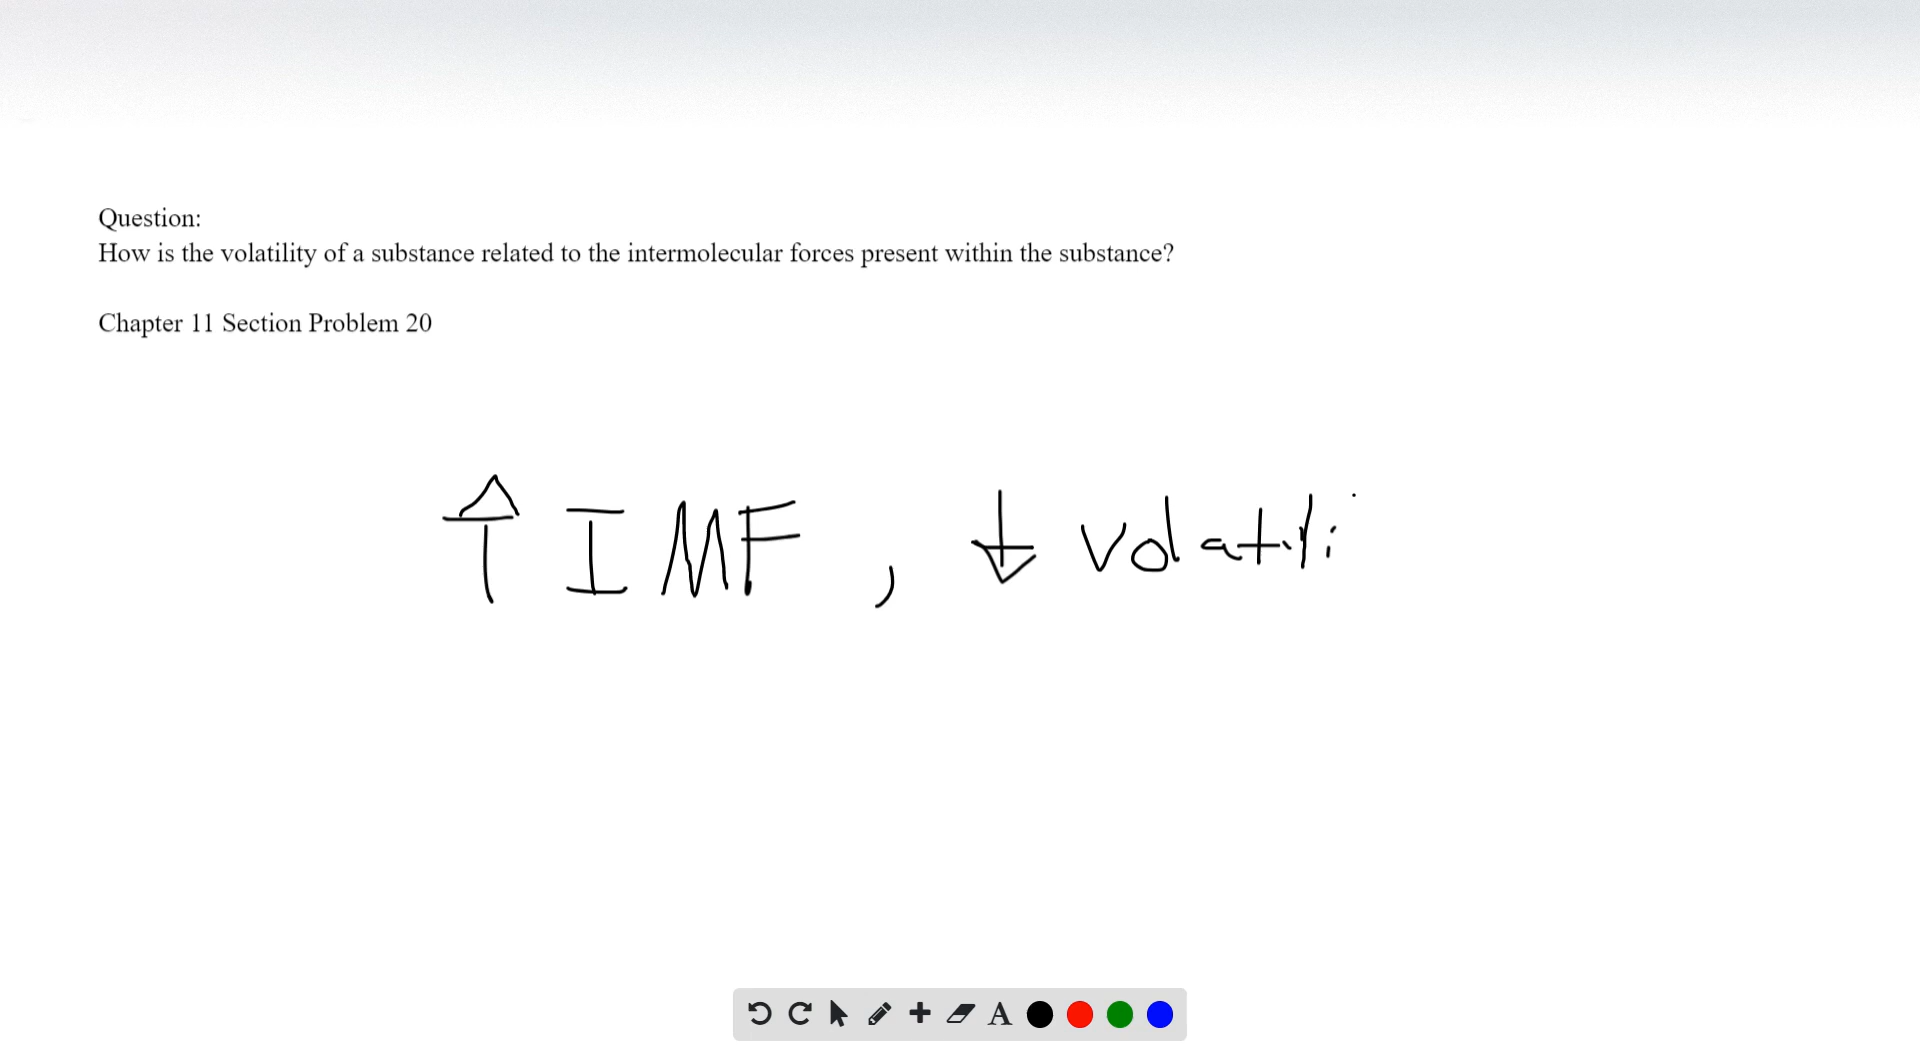 Question:
How is the volatility of a substance related to the intermolecular forces present within the substance?
Chapter 11 Section Problem 20
↑ IMF , ↓ volatili
A